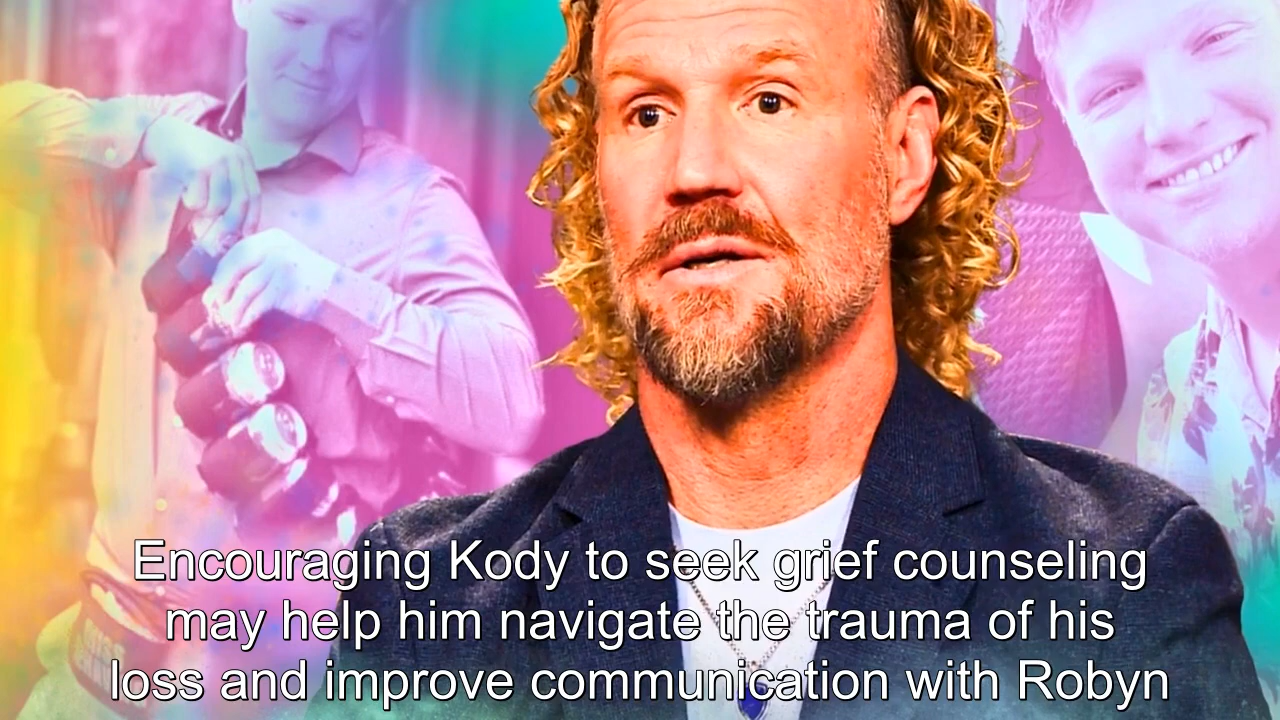 Encouraging Kody to seek grief counseling
may help him navigate the trauma of his
loss and improve communication with Robyn